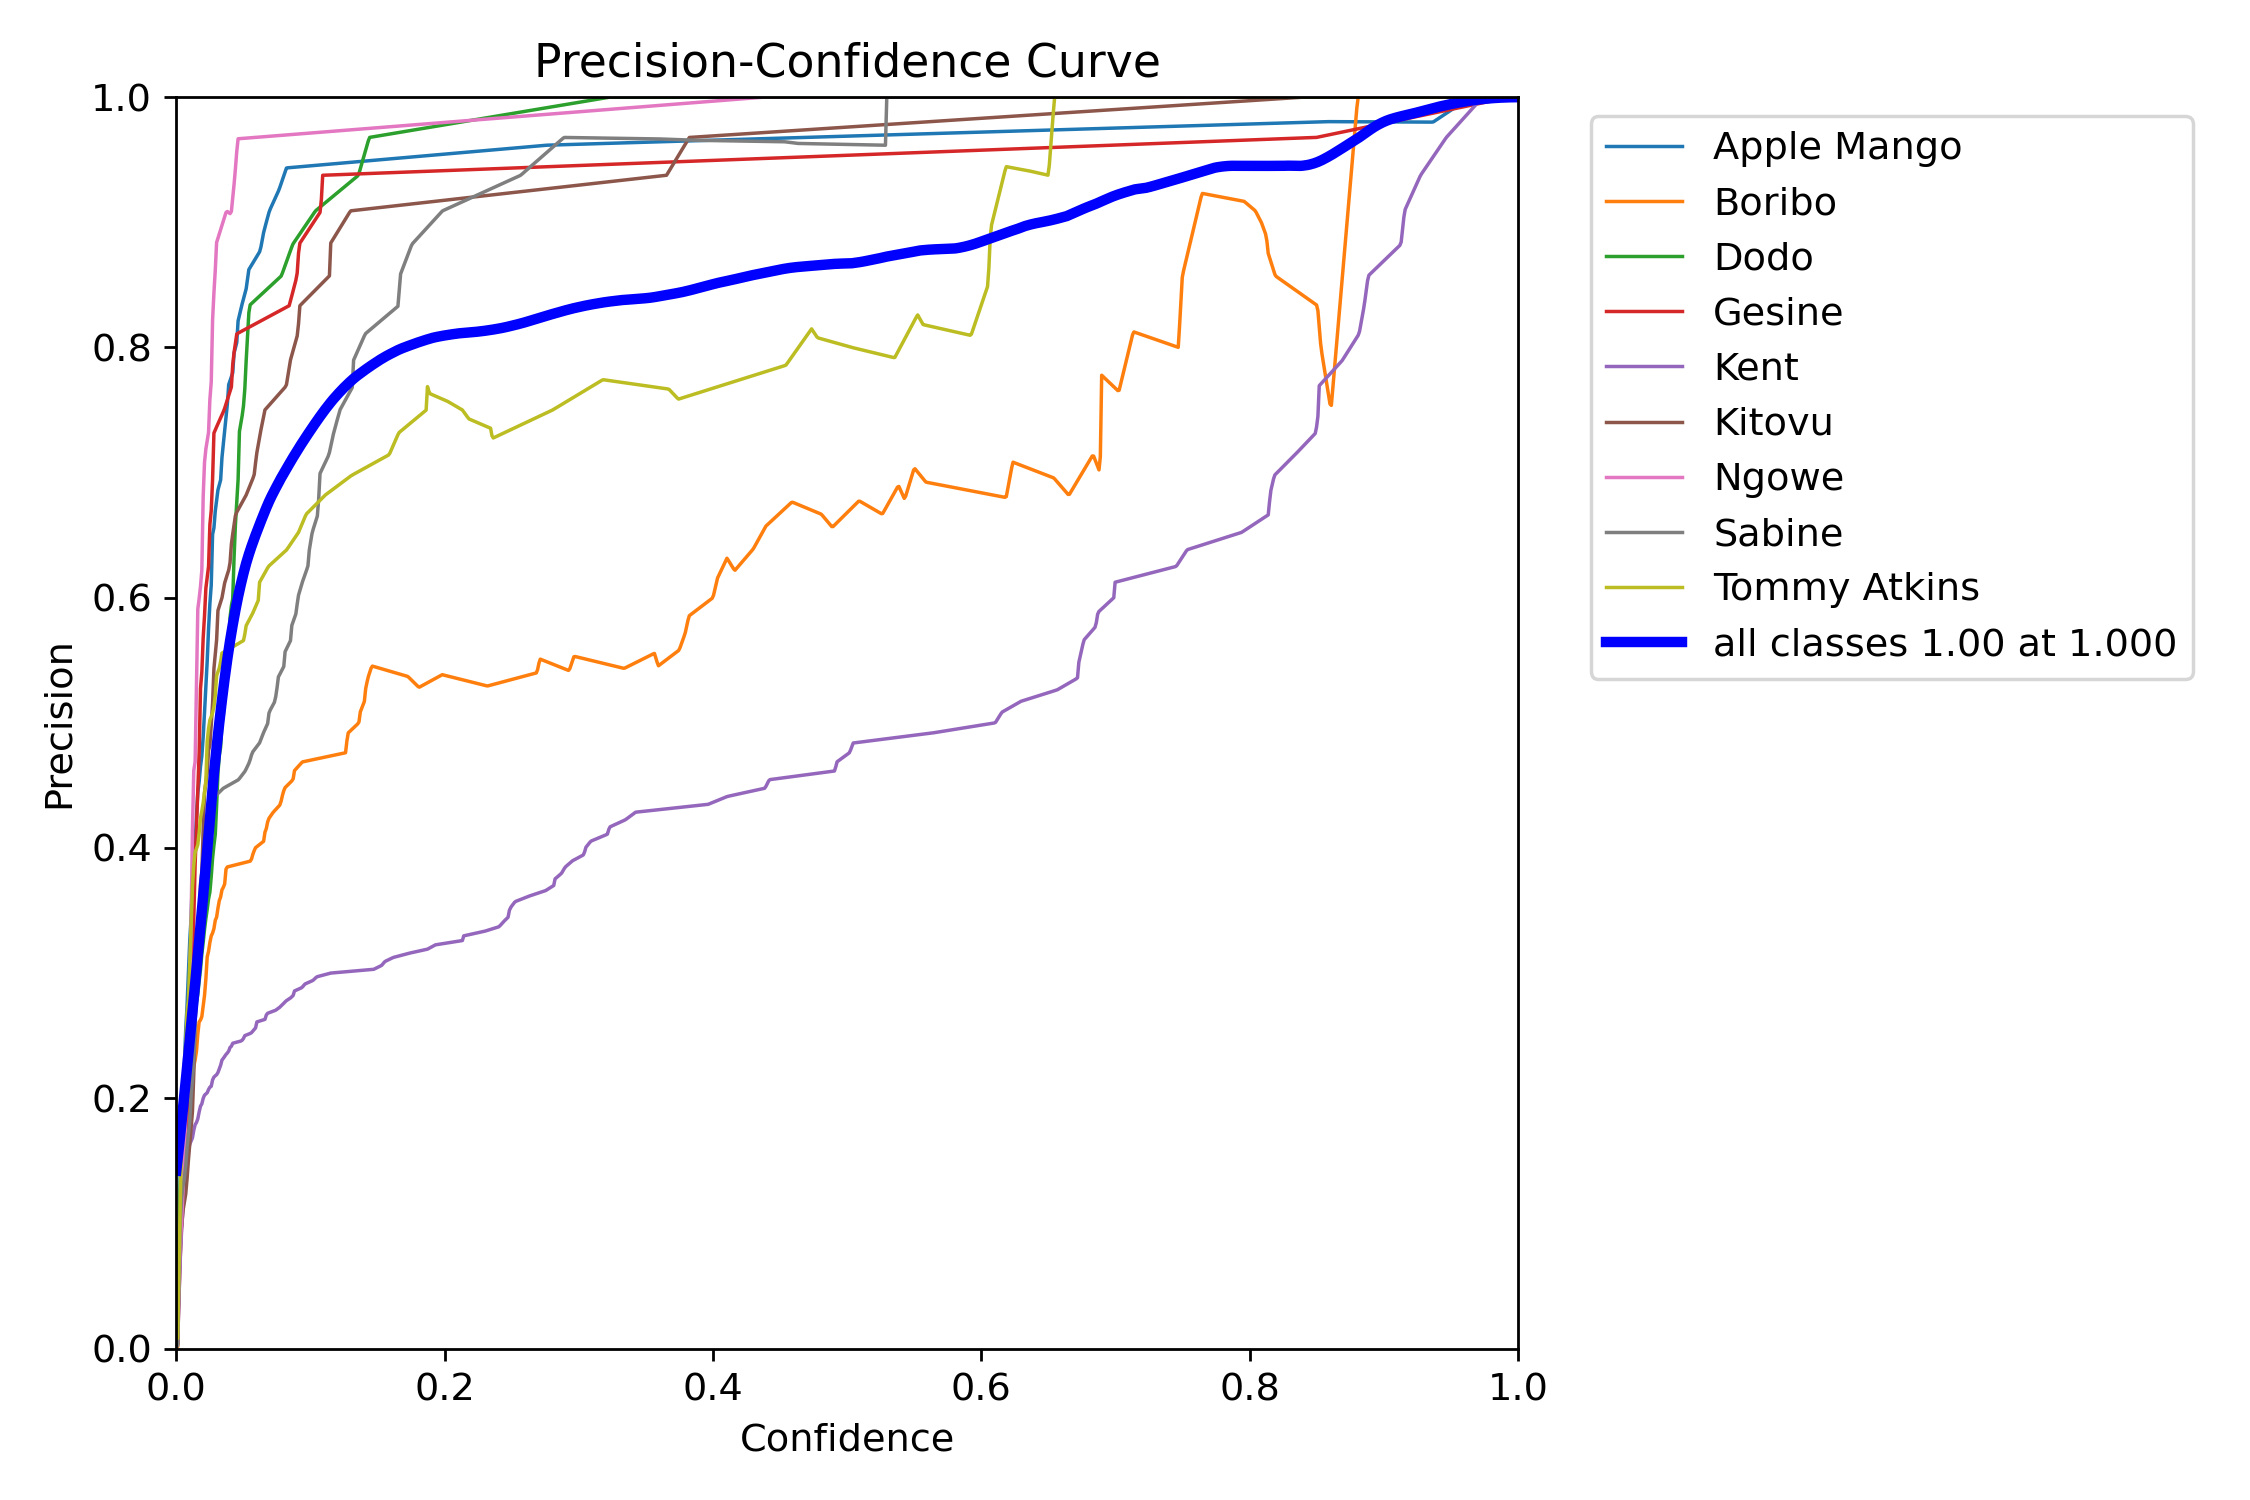 Precision-Confidence Curve
1.0
0.8
0.6
0.4
0.2
0.0
Precision
0.0 0.2 0.4 0.6 0.8 1.0
Confidence
Apple Mango
Boribo
Dodo
Gesine
Kent
Kitovu
Ngowe
Sabine
Tommy Atkins
all classes 1.00 at 1.000